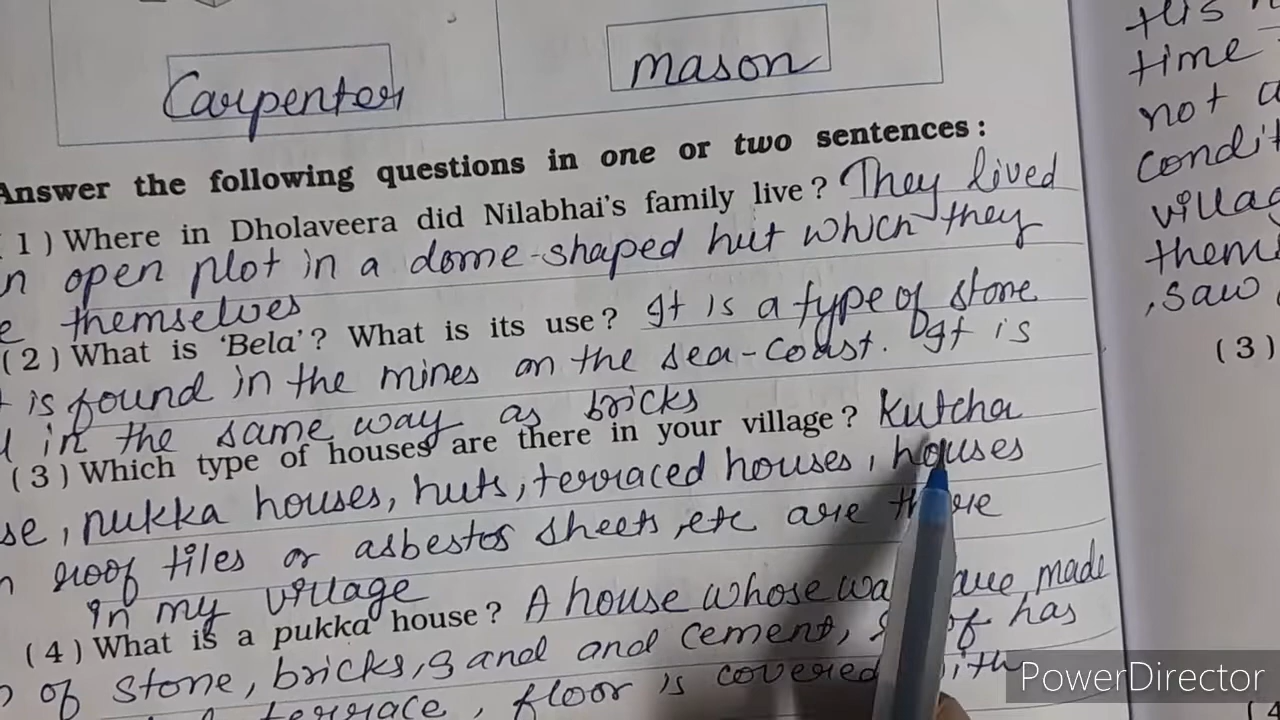 Carpenter
mason
Answer the following questions in one or two sentences :
1 ) Where in Dholaveera did Nilabhai's family live ? They lived
open plot in a dome-shaped hut which they
themselves
( 2 ) What is 'Bela' ? What is its use ? It is a type of stone
is found in the mines on the sea-coast. It is
in the same way as bricks
( 3 ) Which type of houses are there in your village ? Kutcha
, pukka houses, huts, terraced houses, houses
roof tiles or asbestos sheets, etc are there
in my village
( 4 ) What is a pukka house ? A house whose are made
of stone, bricks, sand and cement, has
terrace, floor is covered with
PowerDirector
His
time
not
them
, saw
( 3 )